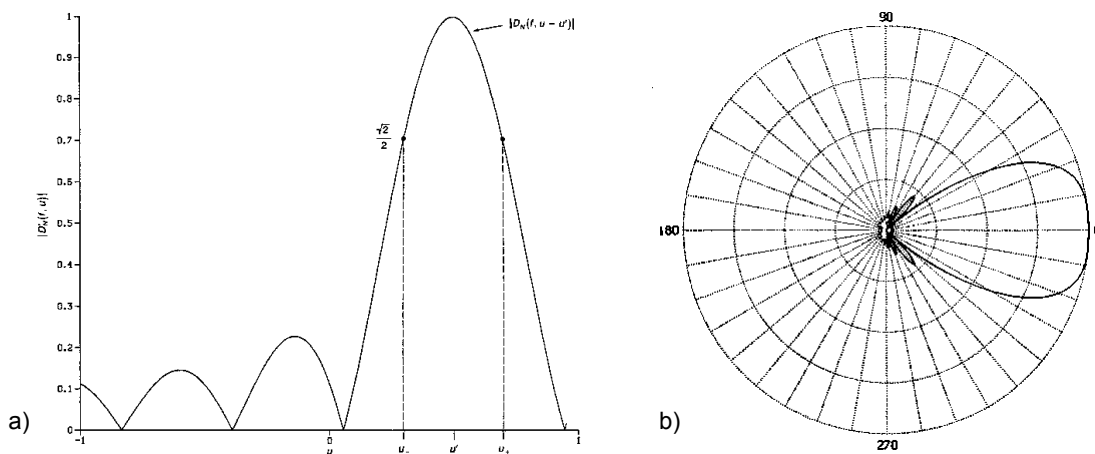 |D_N(f, u – u')|
|D'_N(f, u)|
1
0.9
0.8
√2/2
0.7
0.6
0.5
0.4
0.3
0.2
0.1
0
-1
0
u
u_-
u'
u_+
1
a)
90
180
270
b)